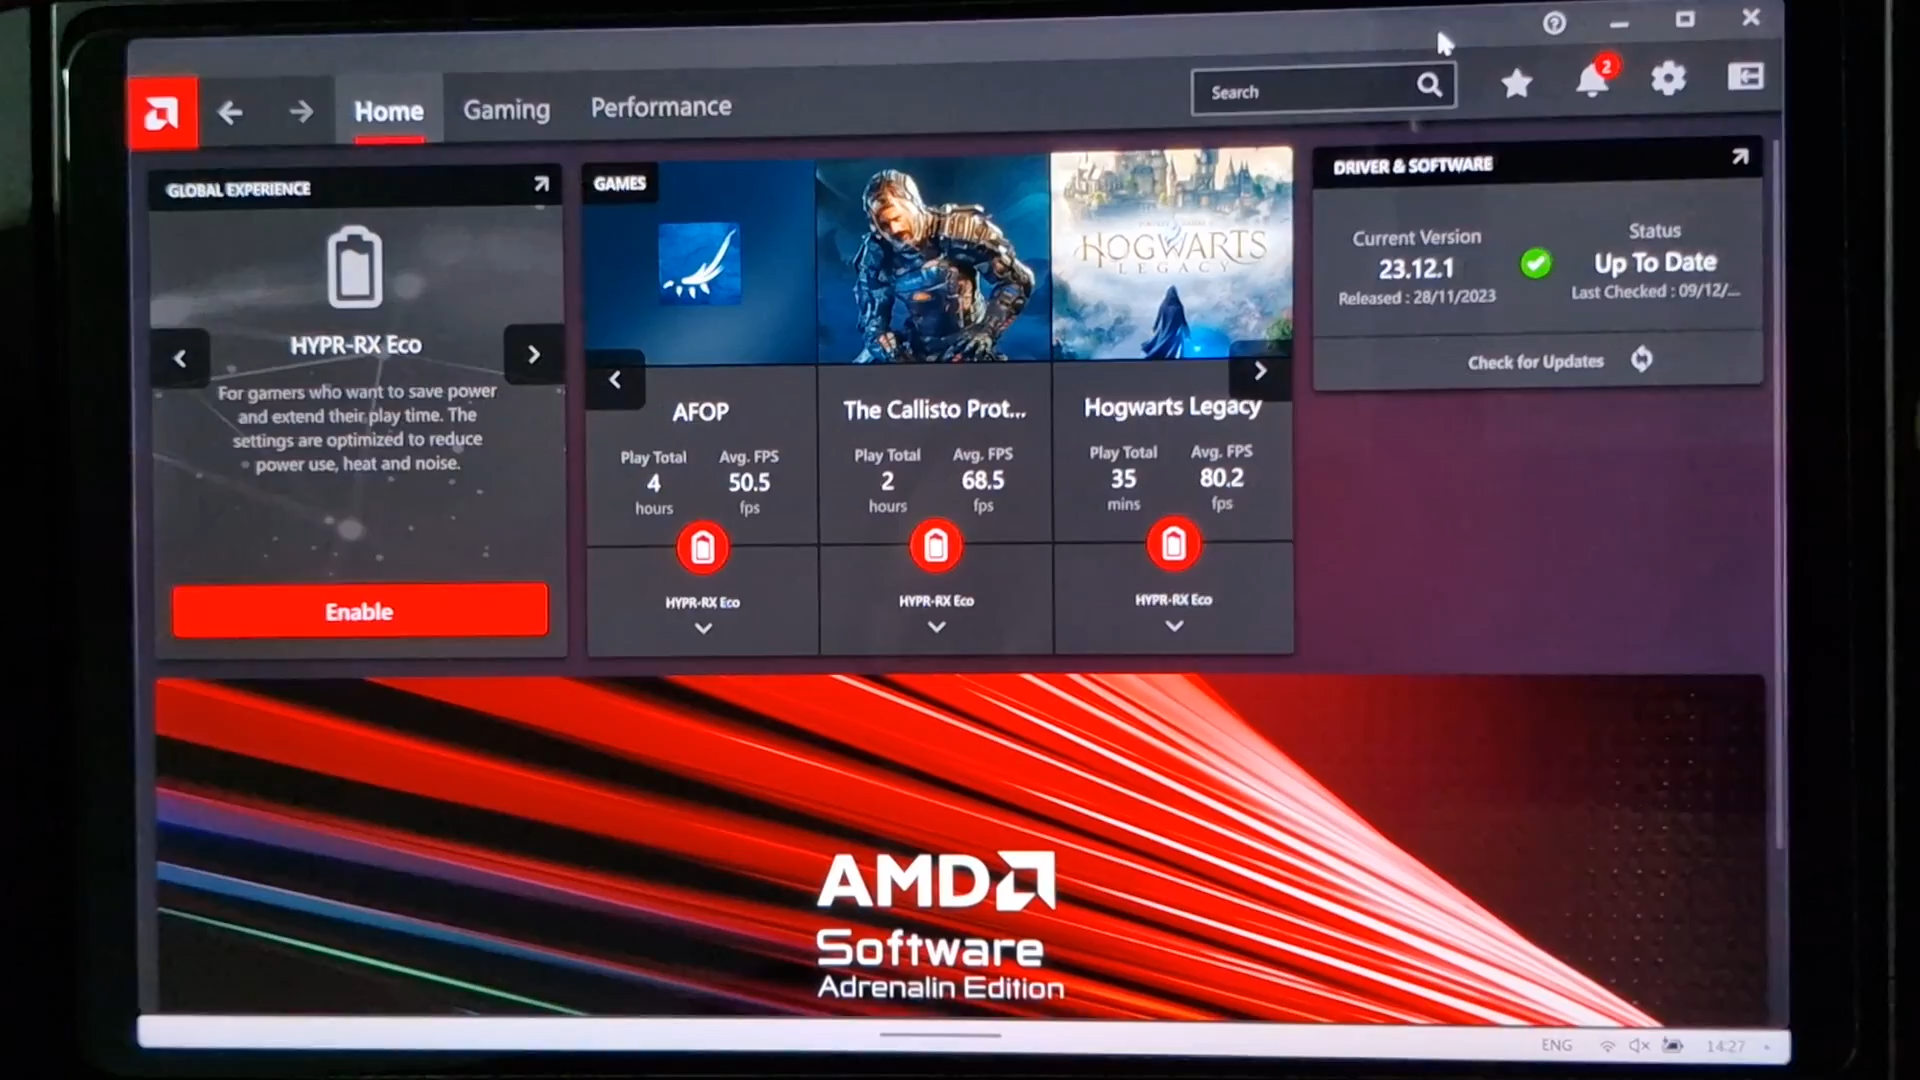 Home
Gaming
Performance
Search
2
GLOBAL EXPERIENCE
HYPR-RX Eco
For gamers who want to save power
and extend their play time. The
settings are optimized to reduce
power use, heat and noise.
Enable
GAMES
HOGWARTS
LEGACY
AFOP
Play Total
Avg. FPS
4
50.5
hours
fps
HYPR-RX Eco
The Callisto Prot...
Play Total
Avg. FPS
2
68.5
hours
fps
HYPR-RX Eco
Hogwarts Legacy
Play Total
Avg. FPS
35
80.2
mins
fps
HYPR-RX Eco
DRIVER & SOFTWARE
Current Version
23.12.1
Released : 28/11/2023
Status
Up To Date
Last Checked : 09/12/...
Check for Updates
AMD
Software
Adrenalin Edition
ENG
14:27